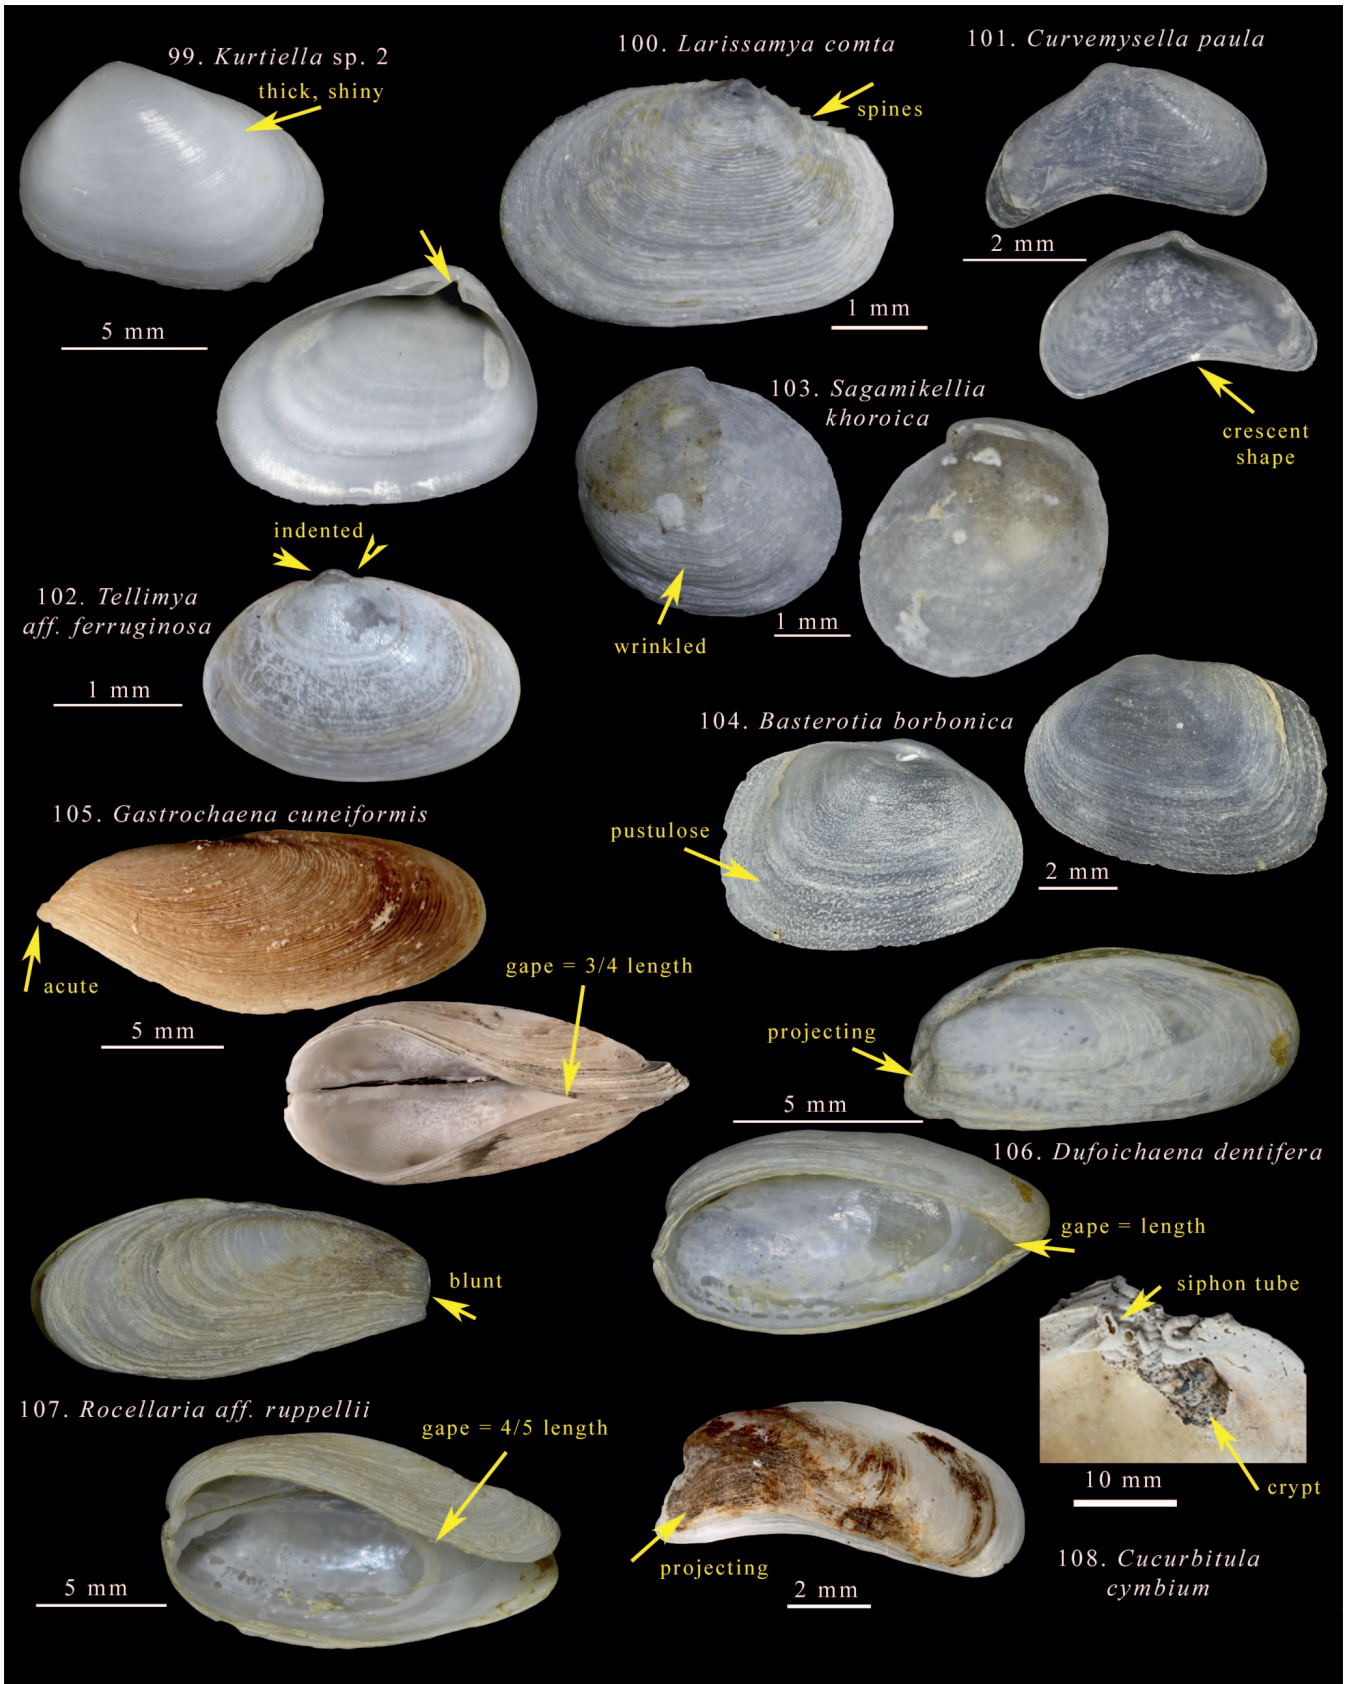 99. Kurtiella sp. 2
thick, shiny
5 mm
100. Larissamya comta
spines
1 mm
101. Curvemysella paula
2 mm
crescent
shape
indented
102. Tellimya
aff. ferruginosa
1 mm
103. Sagamikellia
khoroica
wrinkled
1 mm
104. Basterotia borbonica
pustulose
2 mm
105. Gastrochaena cuneiformis
acute
5 mm
gape = 3/4 length
projecting
5 mm
106. Dufoichaena dentifera
gape = length
blunt
107. Rocellaria aff. ruppellii
gape = 4/5 length
5 mm
siphon tube
10 mm
crypt
projecting
2 mm
108. Cucurbitula
cymbium